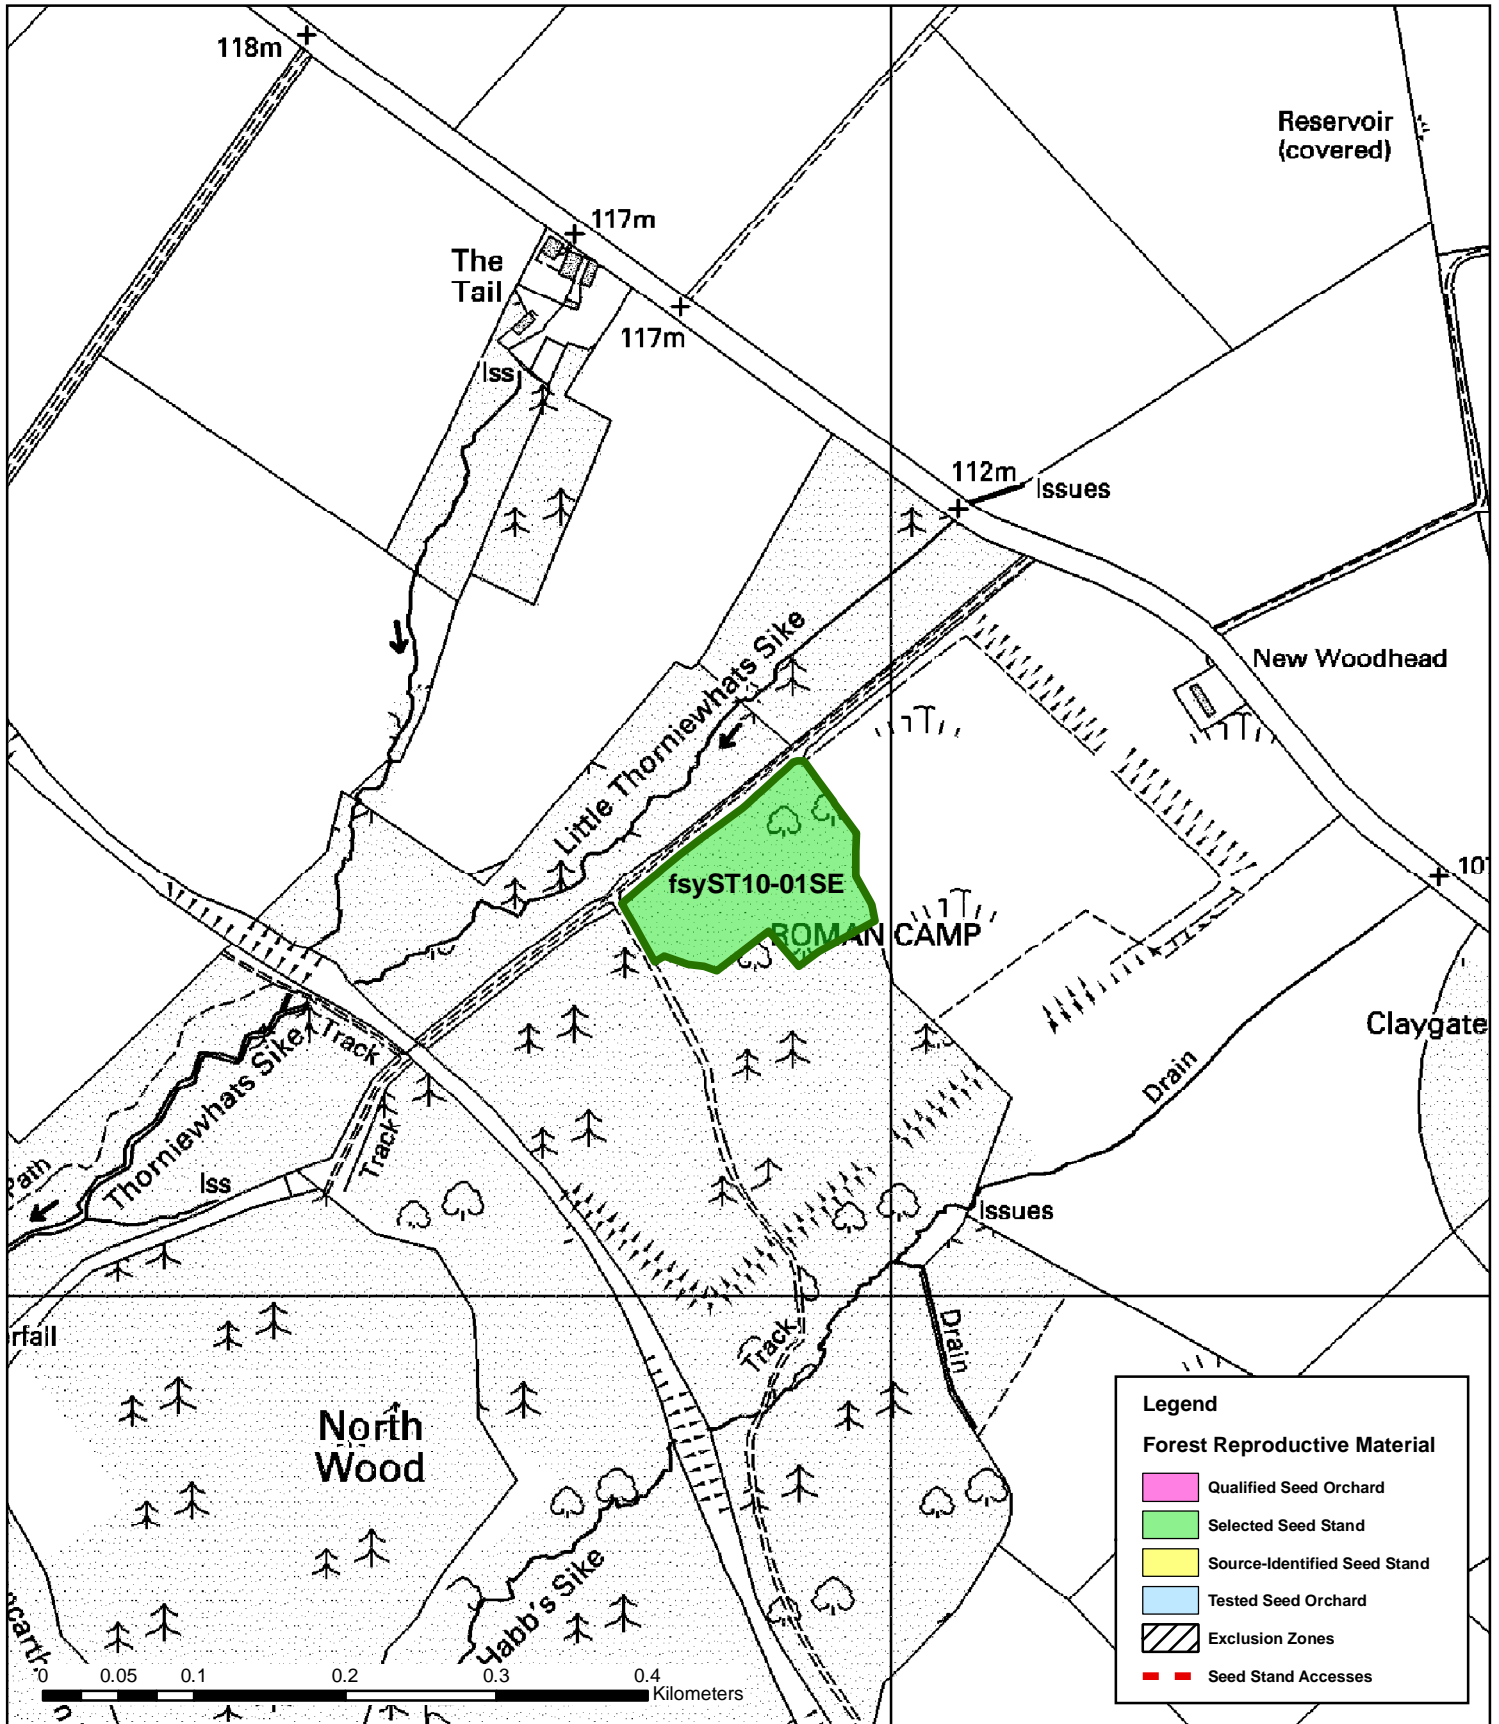 118m
Reservoir
(covered)
117m
The
Tail
117m
Iss
112m
Issues
Little Thorniewhats Sike
New Woodhead
fsyST10-01SE
10
ROMAN CAMP
Claygate
Track
Thorniewhats Sike
Drain
Track
Path
Iss
Issues
rfall
Track
Drain
North
Wood
Habb's Sike
Legend
Forest Reproductive Material
Qualified Seed Orchard
Selected Seed Stand
Source-Identified Seed Stand
Tested Seed Orchard
Exclusion Zones
Seed Stand Accesses
0 0.05 0.1 0.2 0.3 0.4
Kilometers